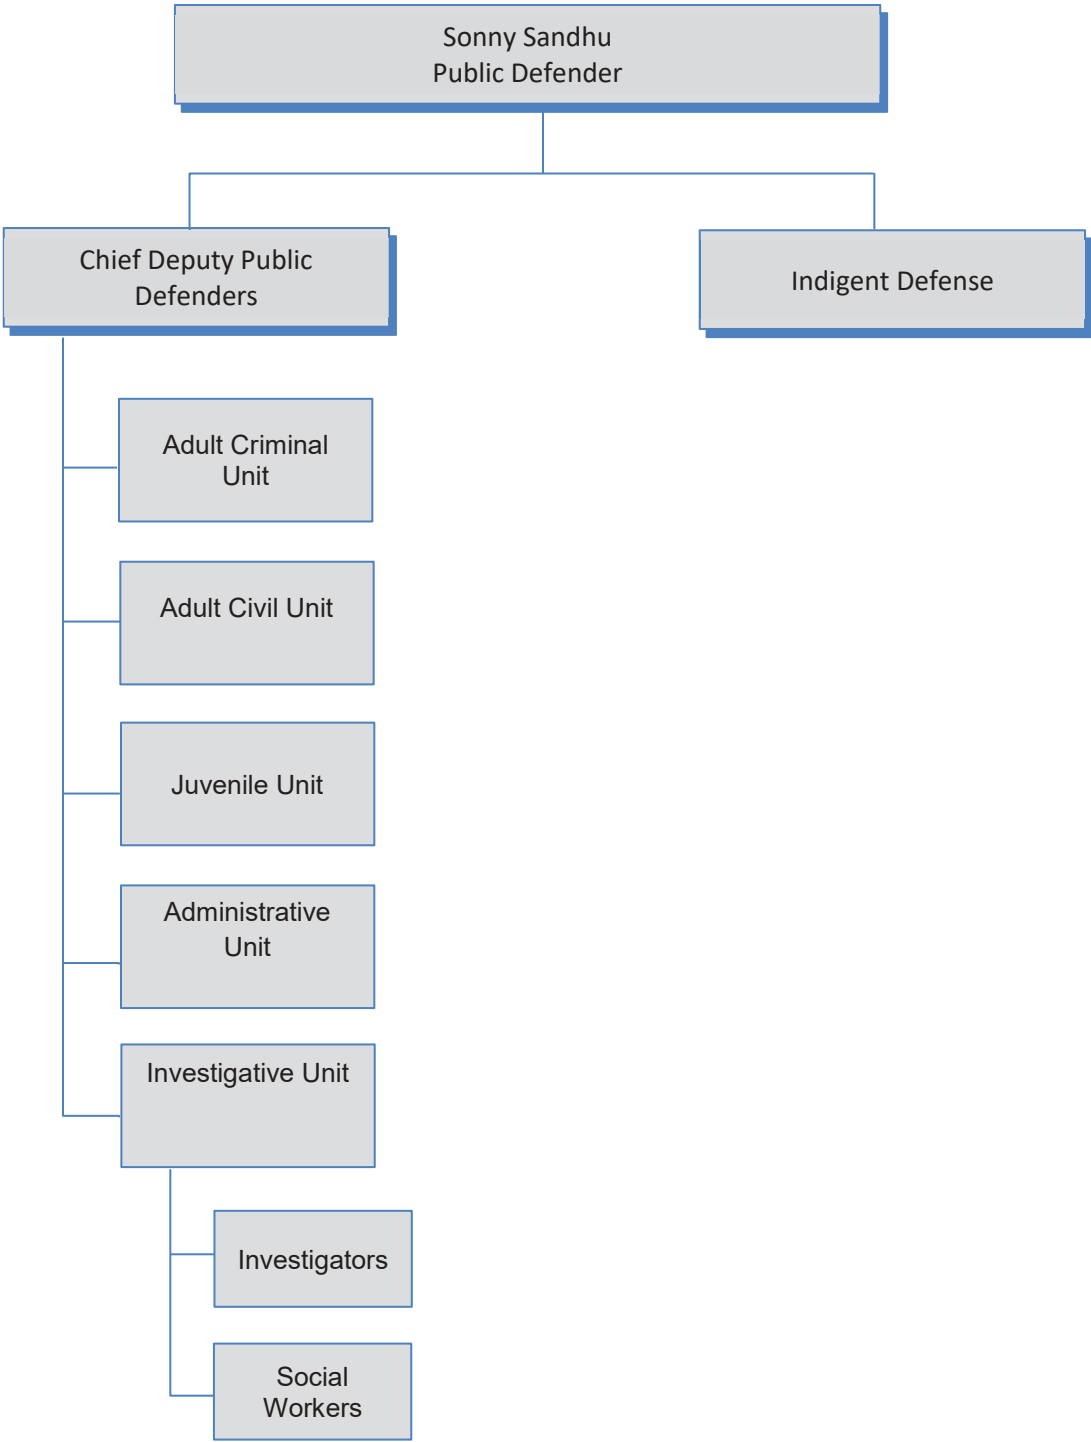 Sonny Sandhu
Public Defender
Chief Deputy Public
Defenders
Indigent Defense
Adult Criminal
Unit
Adult Civil Unit
Juvenile Unit
Administrative
Unit
Investigative Unit
Investigators
Social
Workers